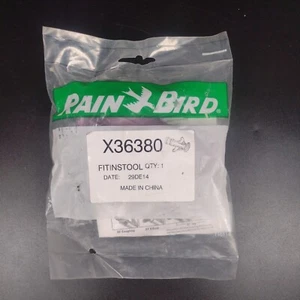 RAIN BIRD
X36380
FITINSTOOL QTY: 1
DATE: 29DE14
MADE IN CHINA